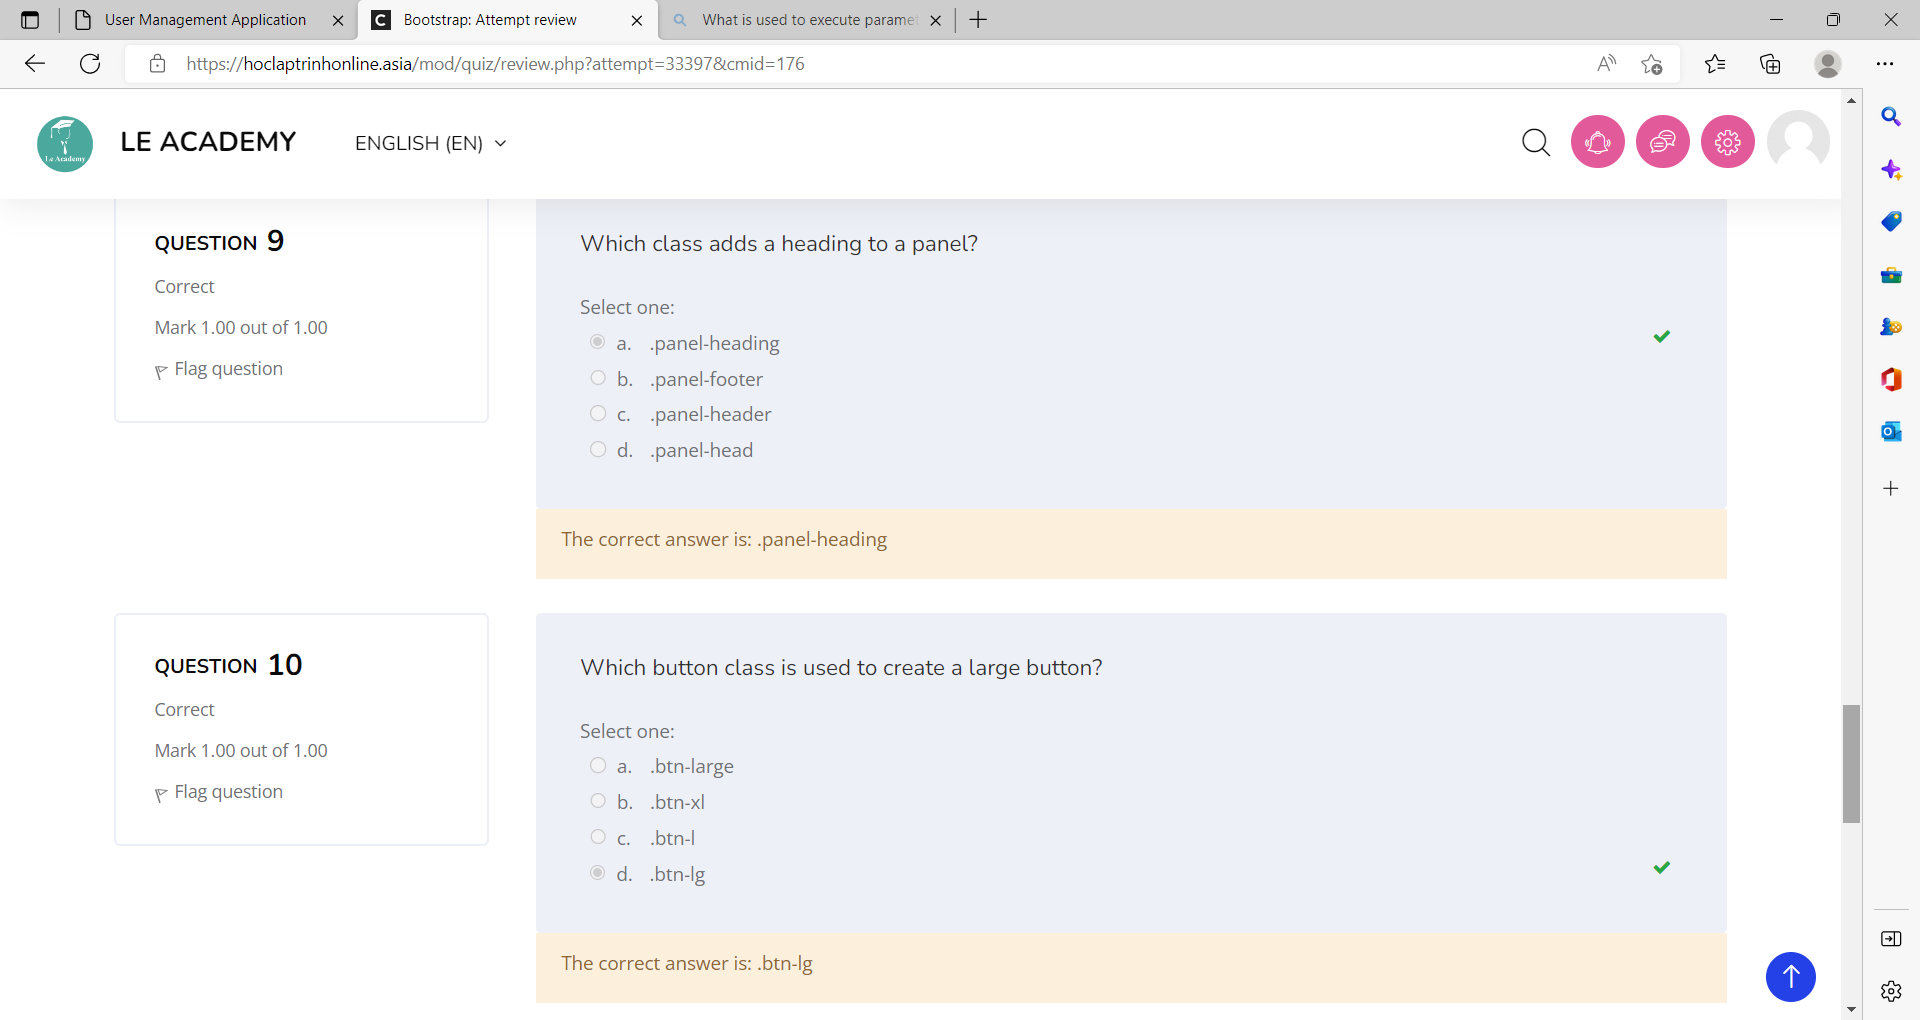 User Management Application
Bootstrap: Attempt review
What is used to execute parame
https://hoclaptrinhonline.asia/mod/quiz/review.php?attempt=33397&cmid=176
Le Academy
LE ACADEMY
ENGLISH (EN)
QUESTION 9
Correct
Mark 1.00 out of 1.00
Flag question
Which class adds a heading to a panel?
Select one:
a. .panel-heading
b. .panel-footer
c. .panel-header
d. .panel-head
The correct answer is: .panel-heading
QUESTION 10
Correct
Mark 1.00 out of 1.00
Flag question
Which button class is used to create a large button?
Select one:
a. .btn-large
b. .btn-xl
c. .btn-l
d. .btn-lg
The correct answer is: .btn-lg